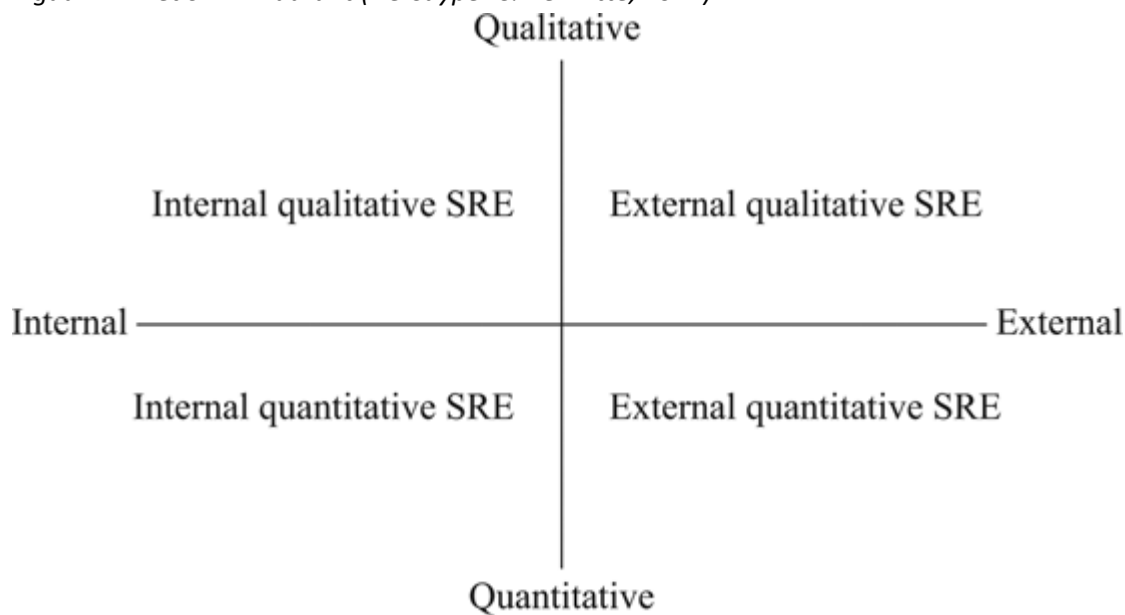 Qualitative
Internal qualitative SRE
External qualitative SRE
Internal
External
Internal quantitative SRE
External quantitative SRE
Quantitative